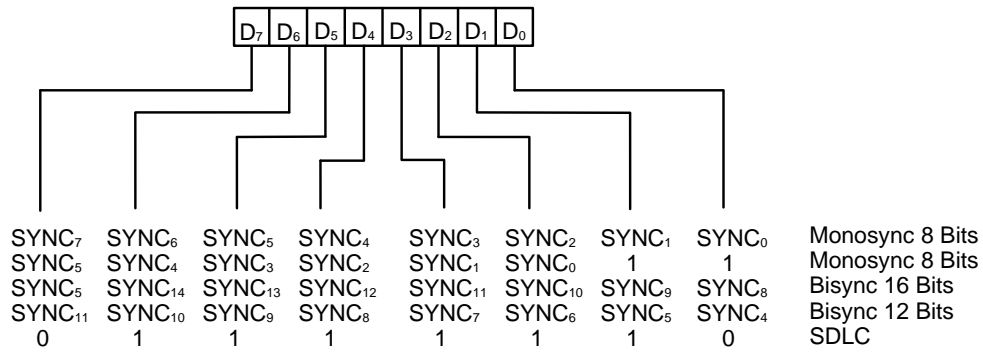 D₇ D₆ D₅ D₄ D₃ D₂ D₁ D₀
SYNC₇ SYNC₆ SYNC₅ SYNC₄ SYNC₃ SYNC₂ SYNC₁ SYNC₀ Monosync 8 Bits
SYNC₅ SYNC₄ SYNC₃ SYNC₂ SYNC₁ SYNC₀ 1 1 Monosync 8 Bits
SYNC₅ SYNC₁₄ SYNC₁₃ SYNC₁₂ SYNC₁₁ SYNC₁₀ SYNC₉ SYNC₈ Bisync 16 Bits
SYNC₁₁ SYNC₁₀ SYNC₉ SYNC₈ SYNC₇ SYNC₆ SYNC₅ SYNC₄ Bisync 12 Bits
0 1 1 1 1 1 1 0 SDLC